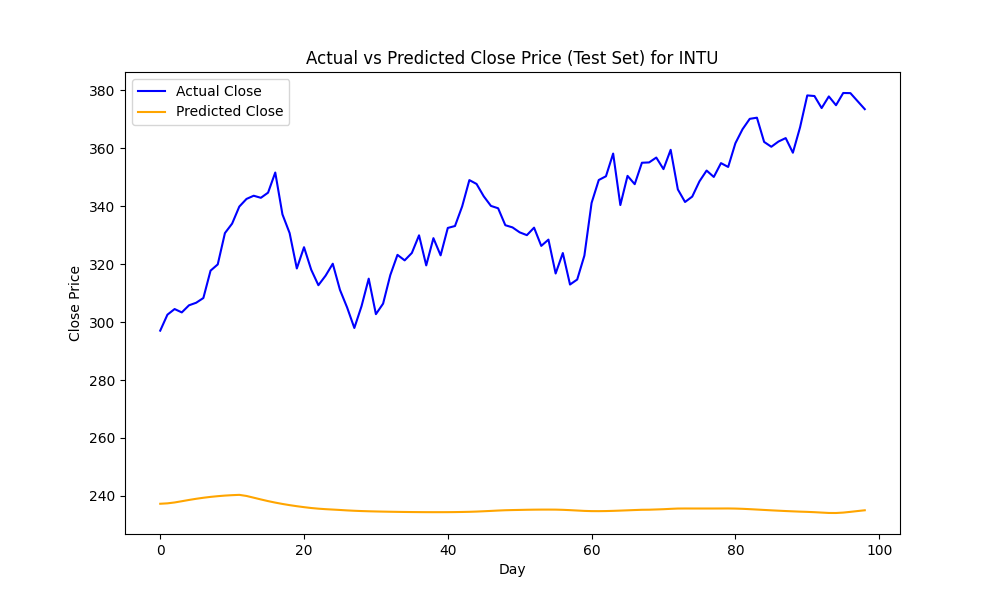 Actual vs Predicted Close Price (Test Set) for INTU
Actual Close
Predicted Close
380
360
340
320
300
280
260
240
Close Price
0 20 40 60 80 100
Day